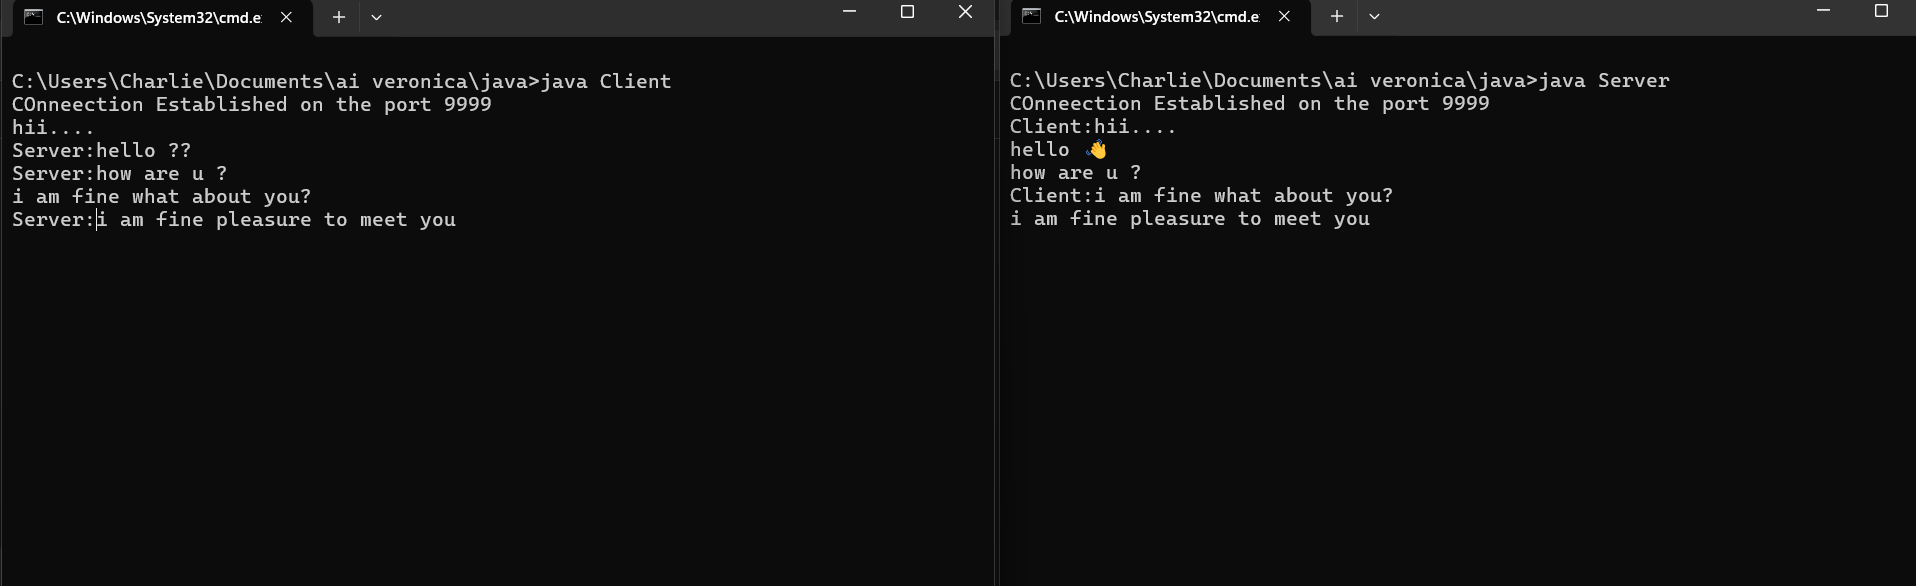 C:\Windows\System32\cmd.e
C:\Users\Charlie\Documents\ai veronica\java>java Client
COnneection Established on the port 9999
hii....
Server:hello ??
Server:how are u ?
i am fine what about you?
Server:i am fine pleasure to meet you
C:\Windows\System32\cmd.e
C:\Users\Charlie\Documents\ai veronica\java>java Server
COnneection Established on the port 9999
Client:hii....
hello 👋
how are u ?
Client:i am fine what about you?
i am fine pleasure to meet you